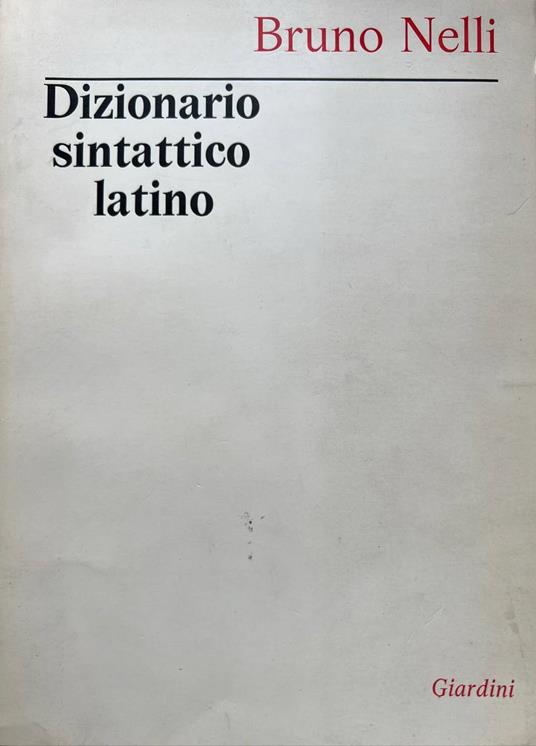 Bruno Nelli
Dizionario
sintattico
latino
Giardini